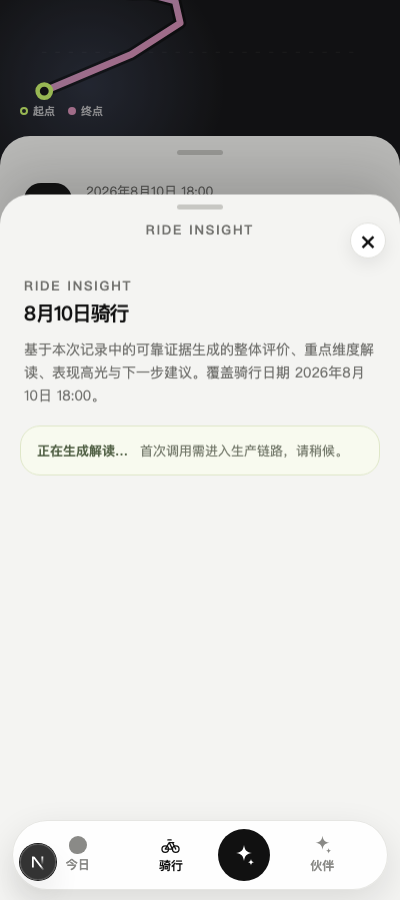 起点 终点
2026年8月10日 18:00
RIDE INSIGHT
RIDE INSIGHT
8月10日骑行
基于本次记录中的可靠证据生成的整体评价、重点维度解
读、表现高光与下一步建议。覆盖骑行日期 2026年8月
10日 18:00。
正在生成解读… 首次调用需进入生产链路，请稍候。
N
今日 骑行 伙伴